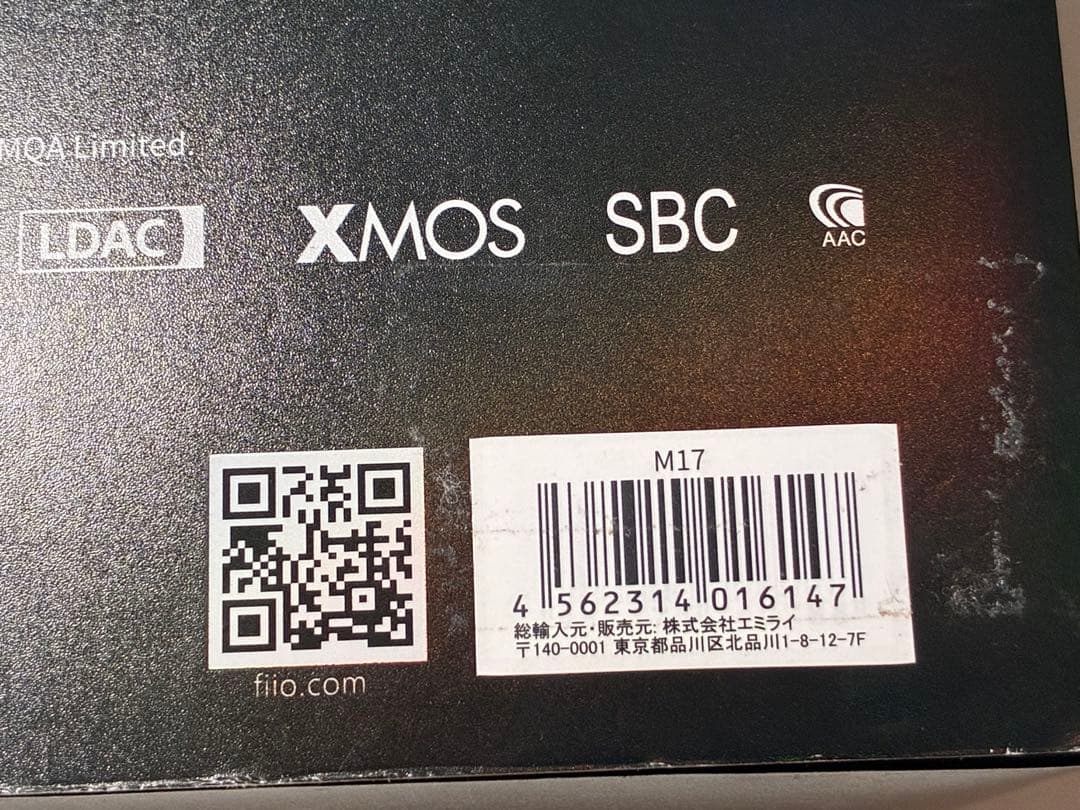 MQA Limited.
LDAC
XMOS
SBC
AAC
M17
4 562314 016147
総輸入元・販売元: 株式会社エミライ
〒140-0001 東京都品川区北品川1-8-12-7F
fiio.com